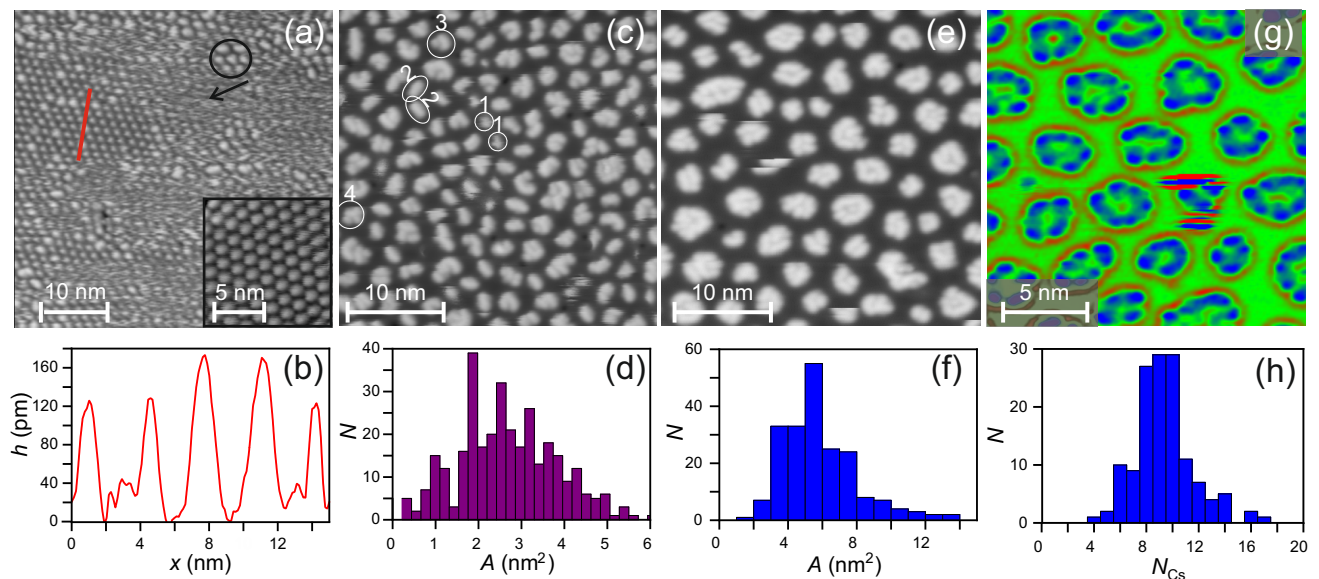 (a)
10 nm
5 nm
(c)
3
2
2
1
1
4
10 nm
(e)
10 nm
(g)
5 nm
(b)
h (pm)
160
120
80
40
0
0 4 8 12
x (nm)
(d)
N
40
30
20
10
0
0 1 2 3 4 5 6
A (nm²)
(f)
N
60
40
20
0
0 4 8 12
A (nm²)
(h)
N
30
20
10
0
0 4 8 12 16 20
N_Cs